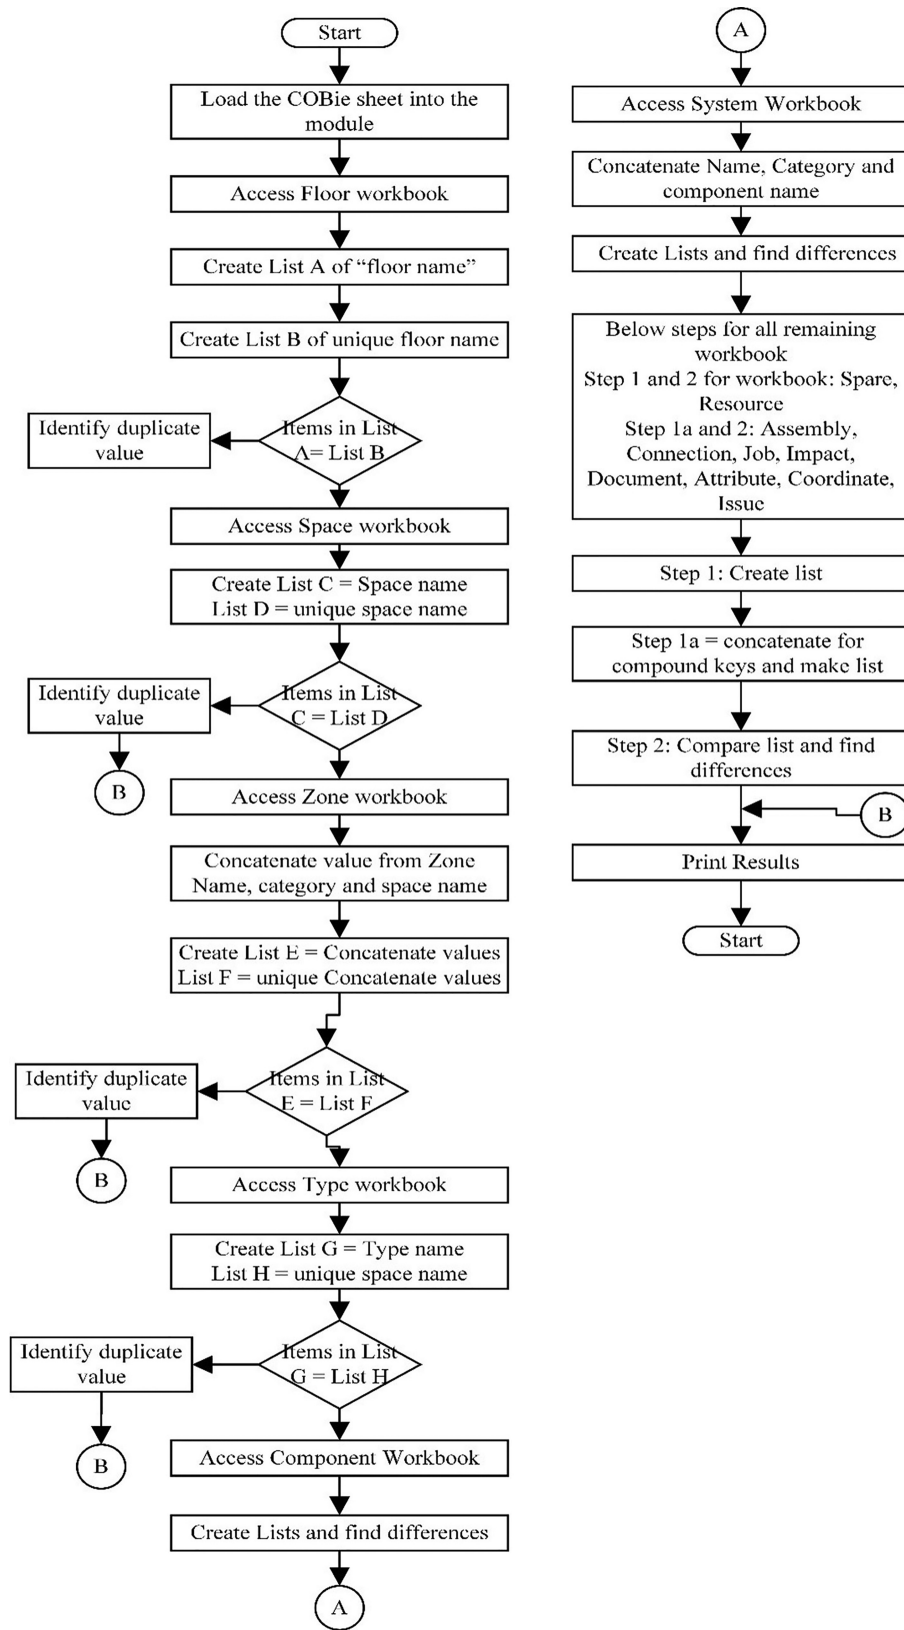 Start
Load the COBie sheet into the
module
Access Floor workbook
Create List A of “floor name”
Create List B of unique floor name
Items in List
A= List B
Identify duplicate
value
Access Space workbook
Create List C = Space name
List D = unique space name
Items in List
C = List D
Identify duplicate
value
B
Access Zone workbook
Concatenate value from Zone
Name, category and space name
Create List E = Concatenate values
List F = unique Concatenate values
Items in List
E = List F
Identify duplicate
value
B
Access Type workbook
Create List G = Type name
List H = unique space name
Items in List
G = List H
Identify duplicate
value
B
Access Component Workbook
Create Lists and find differences
A
A
Access System Workbook
Concatenate Name, Category and
component name
Create Lists and find differences
Below steps for all remaining
workbook
Step 1 and 2 for workbook: Spare,
Resource
Step 1a and 2: Assembly,
Connection, Job, Impact,
Document, Attribute, Coordinate,
Issue
Step 1: Create list
Step 1a = concatenate for
compound keys and make list
Step 2: Compare list and find
differences
B
Print Results
Start